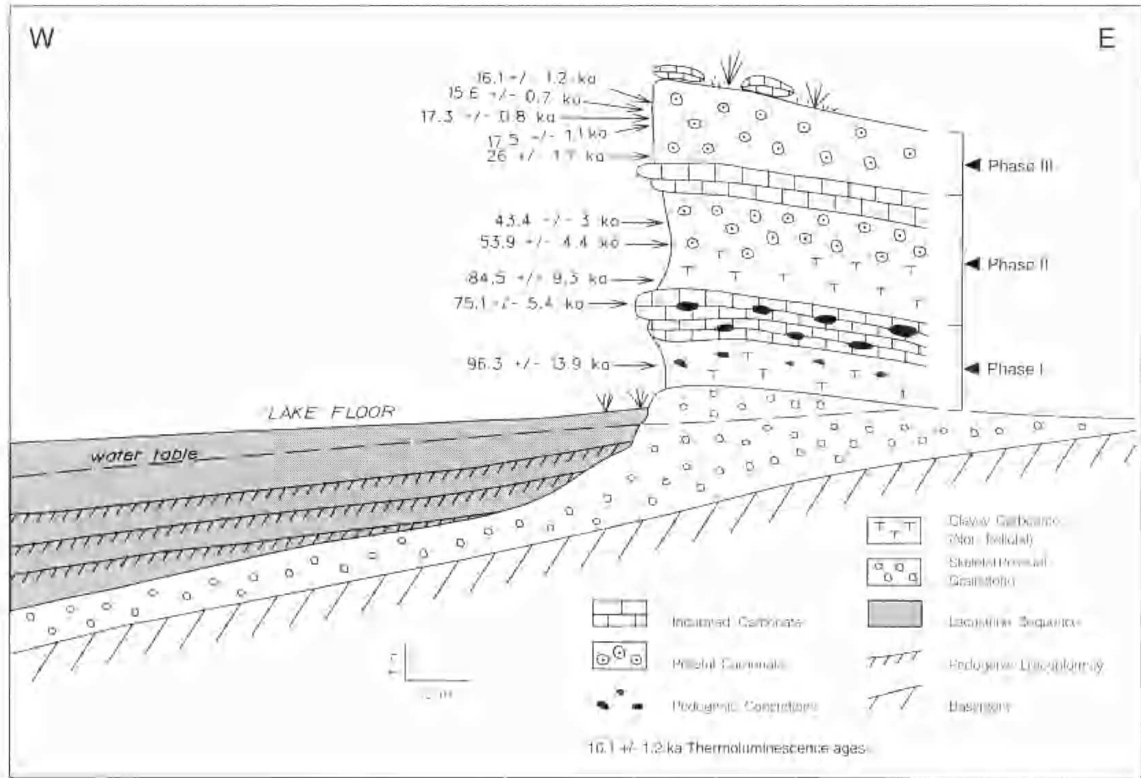 W
E
16.1 +/- 1.2 ka
15.6 +/- 0.7 ka
17.3 +/- 0.8 ka
17.5 +/- 1.1 ka
26 +/- 1.7 ka
Phase III
43.4 +/- 3 ka
53.9 +/- 4.4 ka
84.5 +/- 9.3 ka
Phase II
75.1 +/- 5.4 ka
96.3 +/- 13.9 ka
Phase I
LAKE FLOOR
water table
Clayey Carbonate
Skeletal
Indurated Carbonate
Lacustrine Sequence
Pelletal Carbonate
Pedogenic
Pedogenic Concretions
Basement
16.1 +/- 1.2 ka Thermoluminescence ages